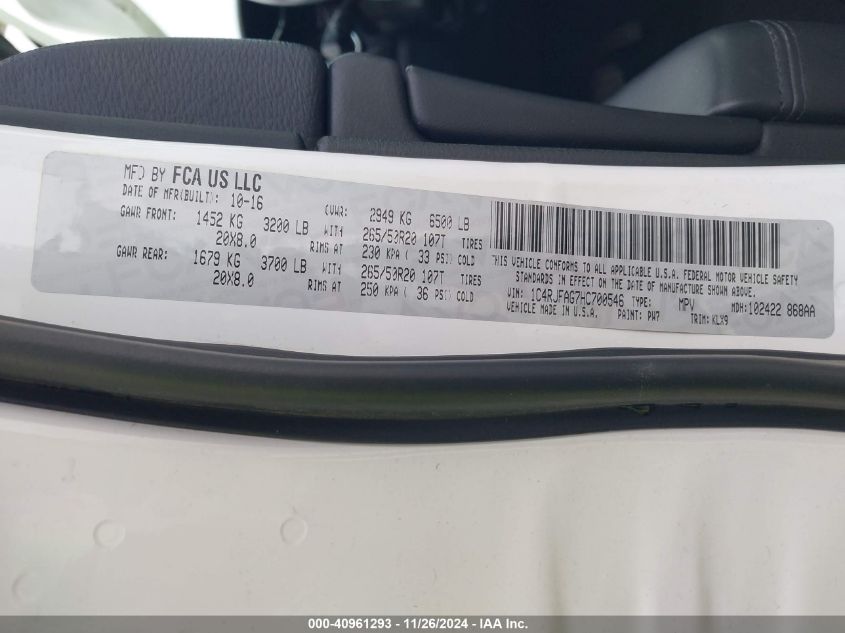 MFD BY FCA US LLC
DATE OF MFR(BUILT): 10-16 GVWR: 2949 KG 6500 LB
GAWR FRONT: 1452 KG 3200 LB WITH 265/50R20 107T TIRES
20X8.0 RIMS AT 230 KPA ( 33 PSI) COLD
GAWR REAR: 1679 KG 3700 LB WITH 265/50R20 107T TIRES
20X8.0 RIMS AT 250 KPA ( 36 PSI) COLD
THIS VEHICLE CONFORMS TO ALL APPLICABLE U.S.A. FEDERAL MOTOR VEHICLE SAFETY
STANDARDS IN EFFECT ON THE DATE OF MANUFACTURE SHOWN ABOVE.
VIN: 1C4RJFAG7HC700546 TYPE: MPV MDH:102422 868AA
VEHICLE MADE IN U.S.A. PAINT: PW7 TRIM:KLX9
000-40961293 - 11/26/2024 - IAA Inc.